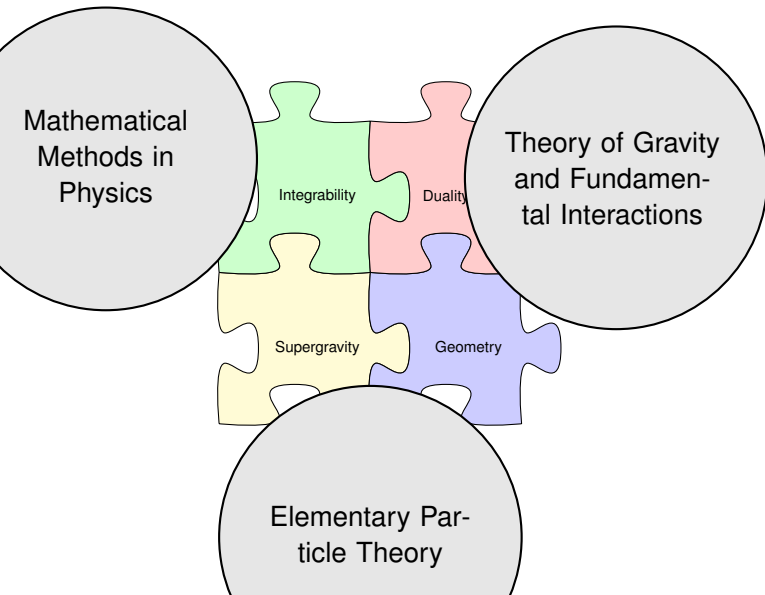 Mathematical
Methods in
Physics
Theory of Gravity
and Fundamen-
tal Interactions
Integrability
Duality
Supergravity
Geometry
Elementary Par-
ticle Theory